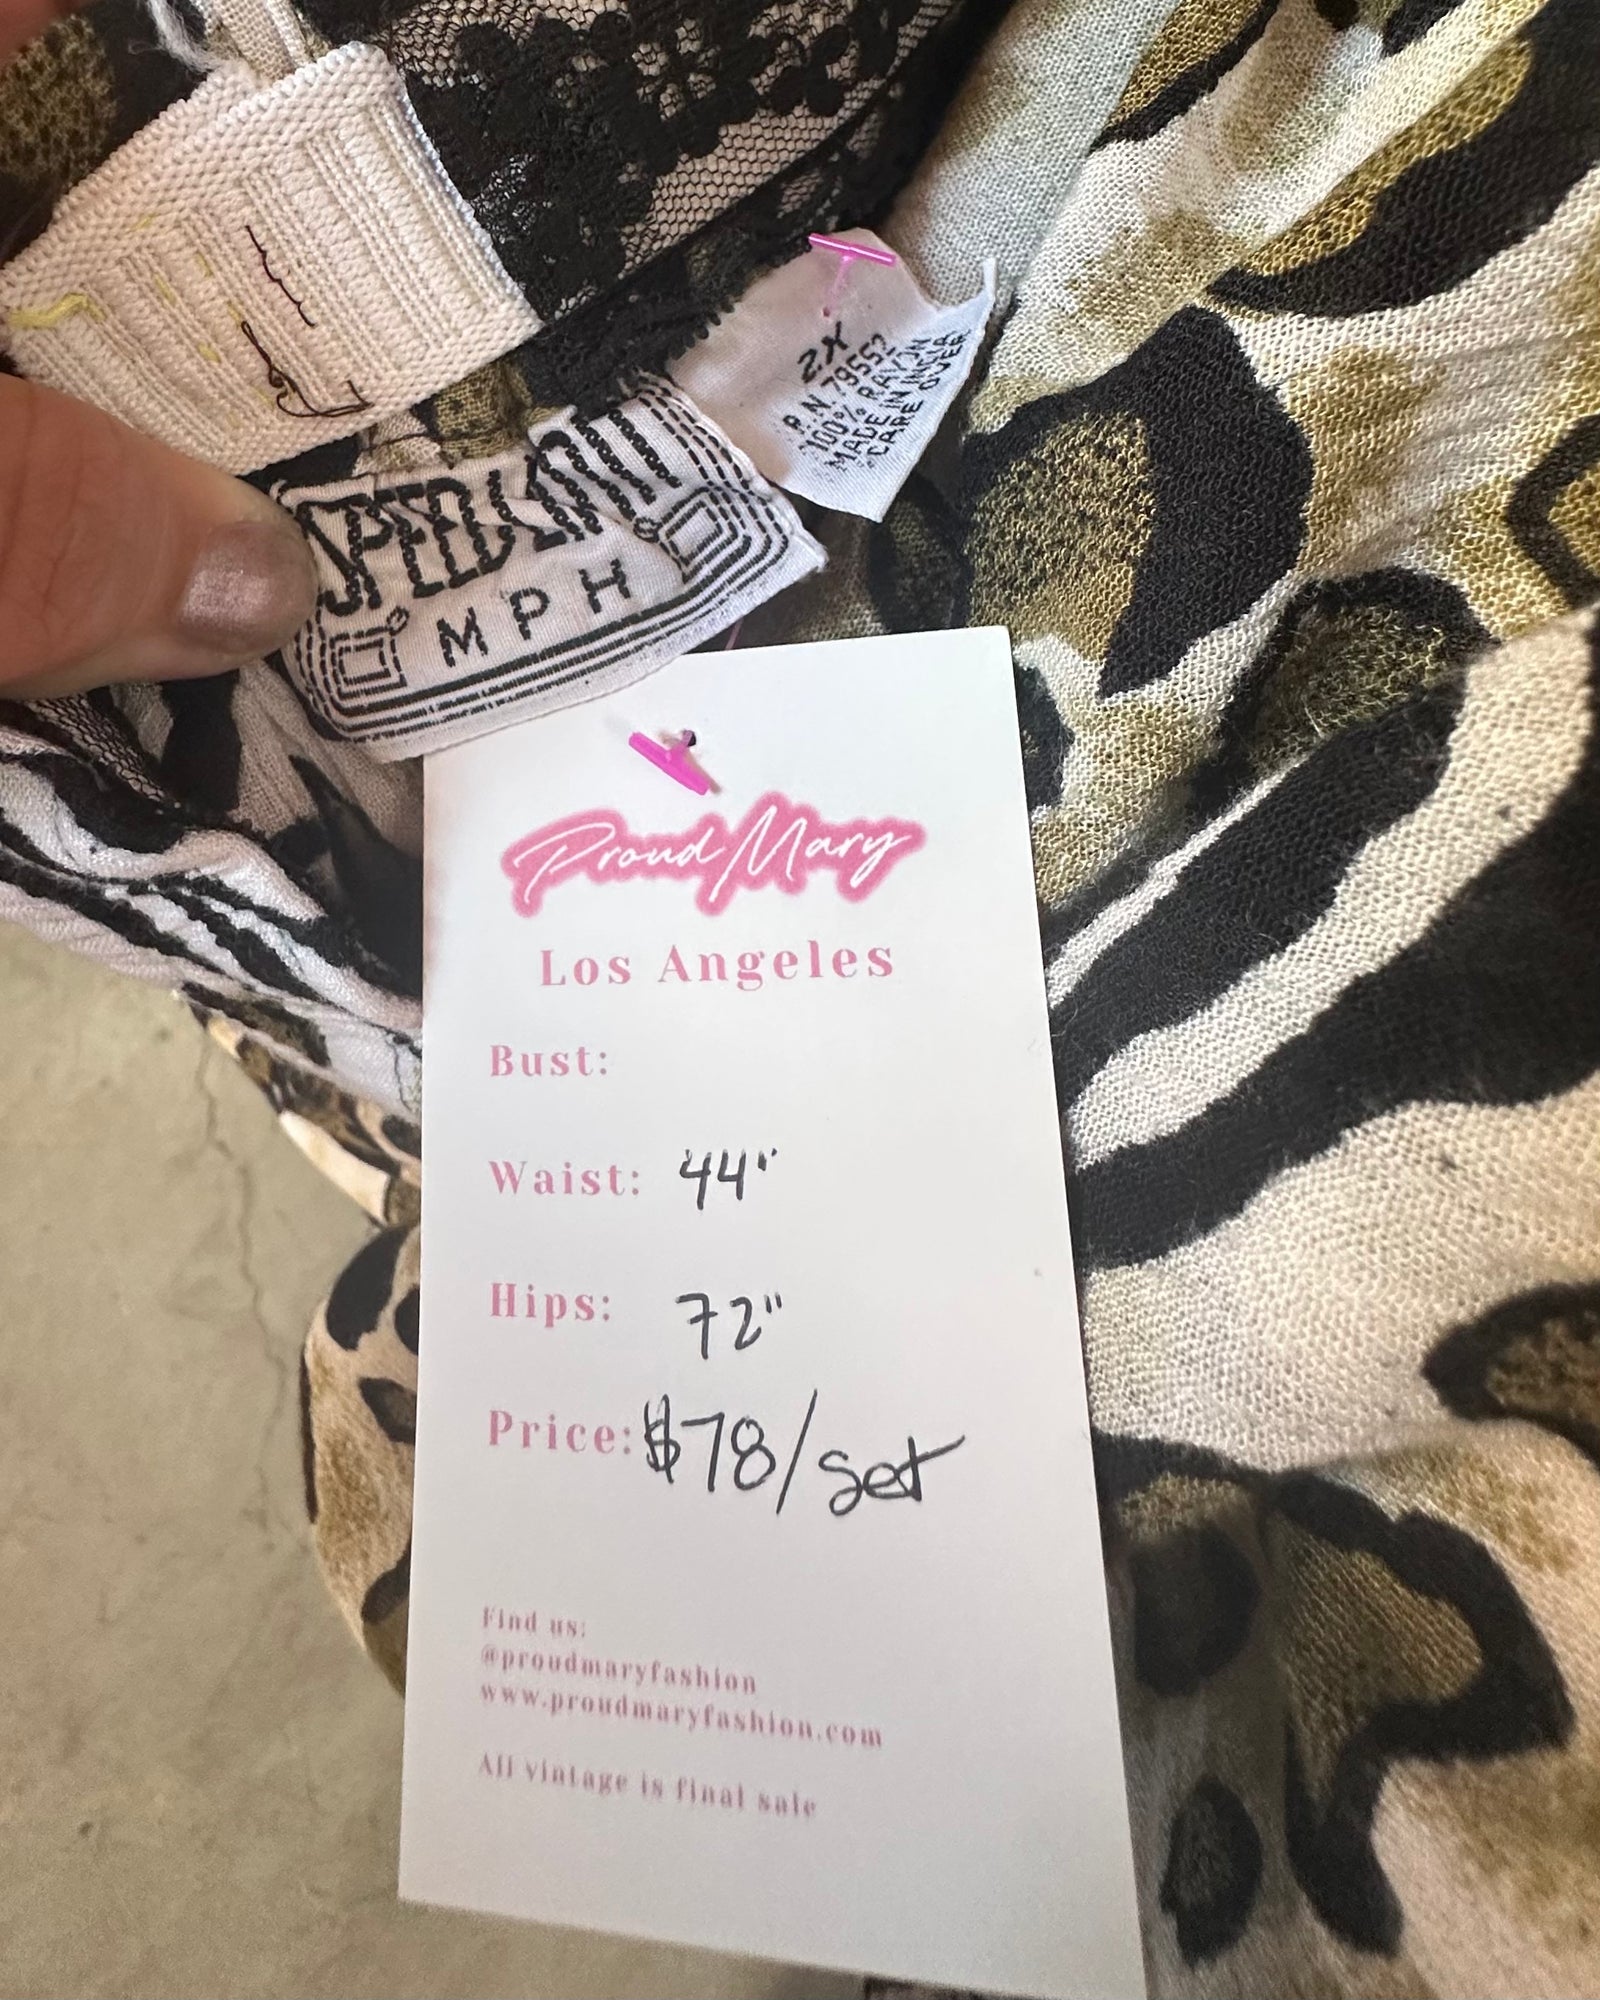 2X
R.N. 79552
100% RAYON
MADE IN INDIA
CARE OVER
SPEED LIMIT
MPH
Proud Mary
Los Angeles
Bust:
Waist: 44"
Hips: 72"
Price: $78/set
Find us:
@proudmaryfashion
www.proudmaryfashion.com
All vintage is final sale